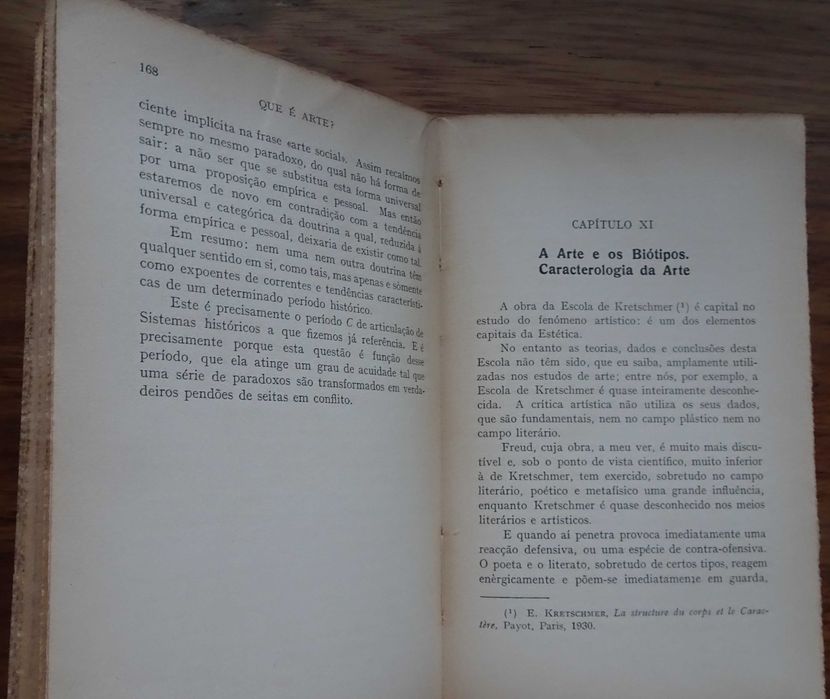 168
QUE É ARTE?
ciente implícita na frase «arte social». Assim recaímos
sempre no mesmo paradoxo, do qual não há forma de
sair: a não ser que se substitua esta forma universal
por uma proposição empírica e pessoal. Mas então
estaremos de novo em contradição com a tendência
universal e categórica da doutrina a qual, reduzida à
forma empírica e pessoal, deixaria de existir como tal.
Em resumo: nem uma nem outra doutrina têm
qualquer sentido em si, como tais, mas apenas e sòmente
como expoentes de correntes e tendências característi-
cas de um determinado período histórico.
Este é precisamente o período C de articulação de
Sistemas históricos a que fizemos já referência. E é
precisamente porque esta questão é função desse
período, que ela atinge um grau de acuidade tal que
uma série de paradoxos são transformados em verda-
deiros pendões de seitas em conflito.
CAPÍTULO XI
A Arte e os Biótipos.
Caracterologia da Arte
A obra da Escola de Kretschmer (¹) é capital no
estudo do fenómeno artístico: é um dos elementos
capitais da Estética.
No entanto as teorias, dados e conclusões desta
Escola não têm sido, que eu saiba, amplamente utili-
zadas nos estudos de arte; entre nós, por exemplo, a
Escola de Kretschmer é quase inteiramente desconhe-
cida. A crítica artística não utiliza os seus dados,
que são fundamentais, nem no campo plástico nem no
campo literário.
Freud, cuja obra, a meu ver, é muito mais discu-
tível e, sob o ponto de vista científico, muito inferior
à de Kretschmer, tem exercido, sobretudo no campo
literário, poético e metafísico uma grande influência,
enquanto Kretschmer é quase desconhecido nos meios
literários e artísticos.
E quando aí penetra provoca imediatamente uma
reacção defensiva, ou uma espécie de contra-ofensiva.
O poeta e o literato, sobretudo de certos tipos, reagem
enèrgicamente e põem-se imediatamente em guarda,
(¹) E. KRETSCHMER, La structure du corps et le Carac-
tère, Payot, Paris, 1930.